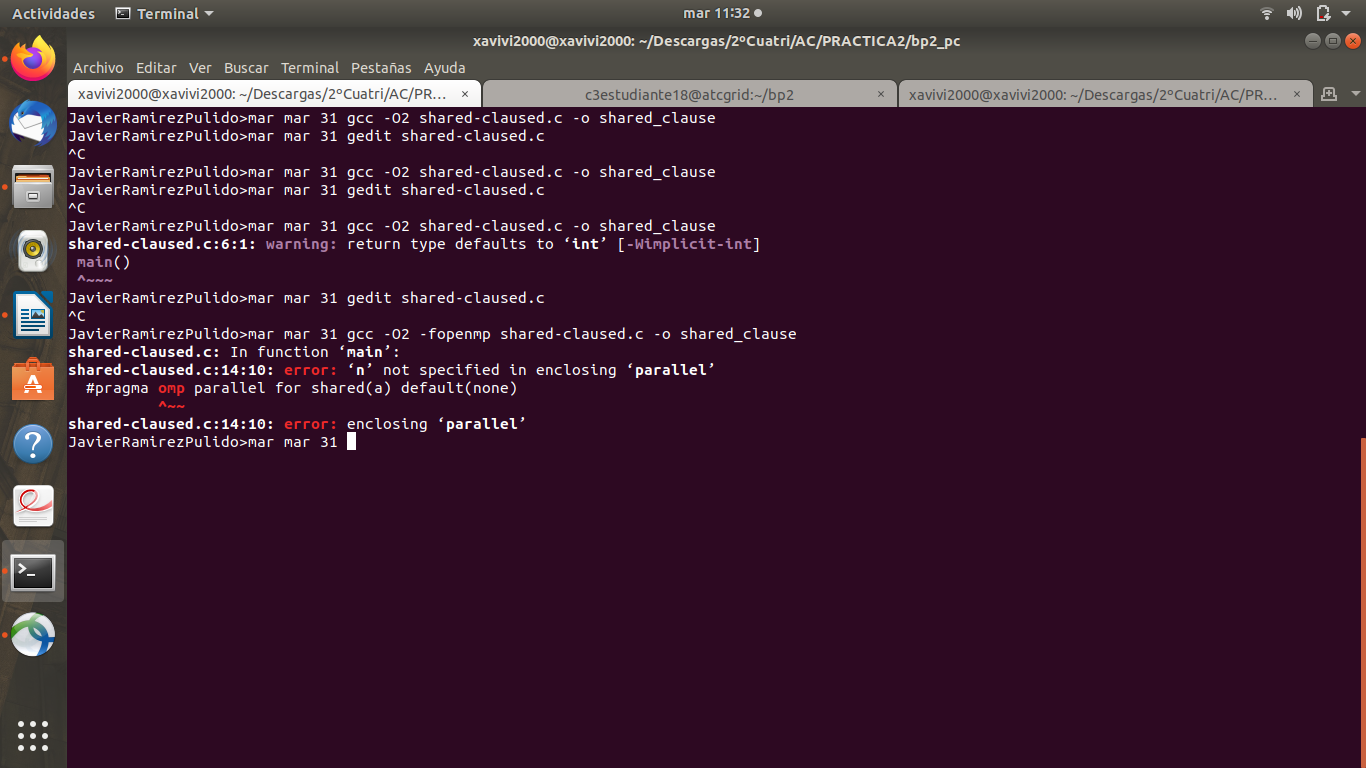 Actividades
Terminal
mar 11:32
xavivi2000@xavivi2000: ~/Descargas/2ºCuatri/AC/PRACTICA2/bp2_pc
Archivo Editar Ver Buscar Terminal Pestañas Ayuda
xavivi2000@xavivi2000: ~/Descargas/2ºCuatri/AC/PR… ×
c3estudiante18@atcgrid:~/bp2 ×
xavivi2000@xavivi2000: ~/Descargas/2ºCuatri/AC/PR… ×
JavierRamirezPulido>mar mar 31 gcc -O2 shared-claused.c -o shared_clause
JavierRamirezPulido>mar mar 31 gedit shared-claused.c
^C
JavierRamirezPulido>mar mar 31 gcc -O2 shared-claused.c -o shared_clause
JavierRamirezPulido>mar mar 31 gedit shared-claused.c
^C
JavierRamirezPulido>mar mar 31 gcc -O2 shared-claused.c -o shared_clause
shared-claused.c:6:1: warning: return type defaults to ‘int’ [-Wimplicit-int]
 main()
 ^~~~
JavierRamirezPulido>mar mar 31 gedit shared-claused.c
^C
JavierRamirezPulido>mar mar 31 gcc -O2 -fopenmp shared-claused.c -o shared_clause
shared-claused.c: In function ‘main’:
shared-claused.c:14:10: error: ‘n’ not specified in enclosing ‘parallel’
  #pragma omp parallel for shared(a) default(none)
          ^~~
shared-claused.c:14:10: error: enclosing ‘parallel’
JavierRamirezPulido>mar mar 31